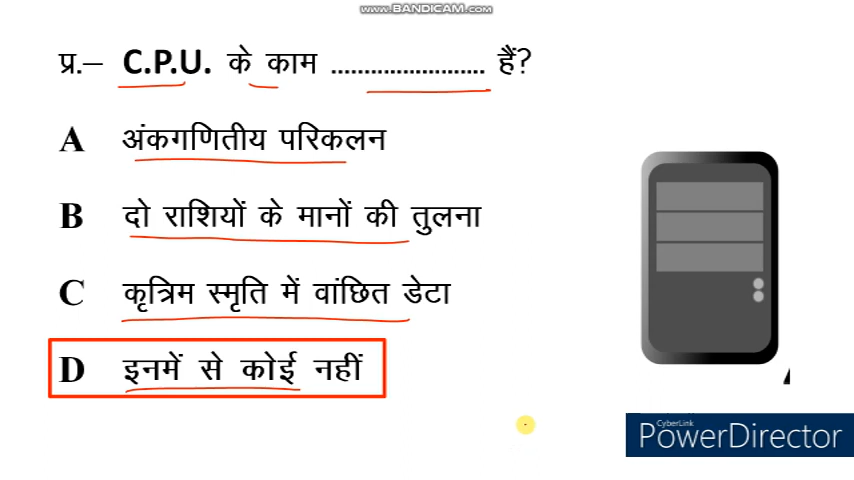 WWW.BANDICAM.COM
प्र.– C.P.U. के काम ........................ हैं?
A अंकगणितीय परिकलन
B दो राशियों के मानों की तुलना
C कृत्रिम स्मृति में वांछित डेटा
D इनमें से कोई नहीं
CyberLink
PowerDirector